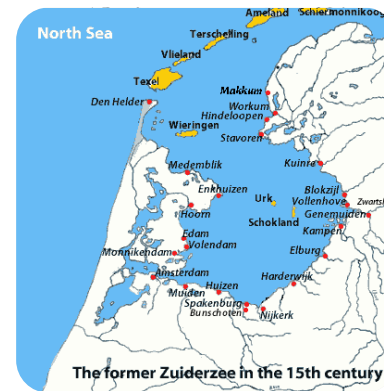 Ameland
Schiermonnikoog
North Sea
Terschelling
Vlieland
Texel
Makkum
Den Helder
Workum
Hindeloopen
Wieringen
Stavoren
Medemblik
Kuinre
Enkhuizen
Urk
Blokzijl
Vollenhove
Schokland
Hoorn
Genemuiden
Zwarts
Kampen
Edam
Volendam
Monnikendam
Elburg
Amsterdam
Harderwijk
Muiden
Huizen
Spakenburg
Bunschoten
Nijkerk
The former Zuiderzee in the 15th century